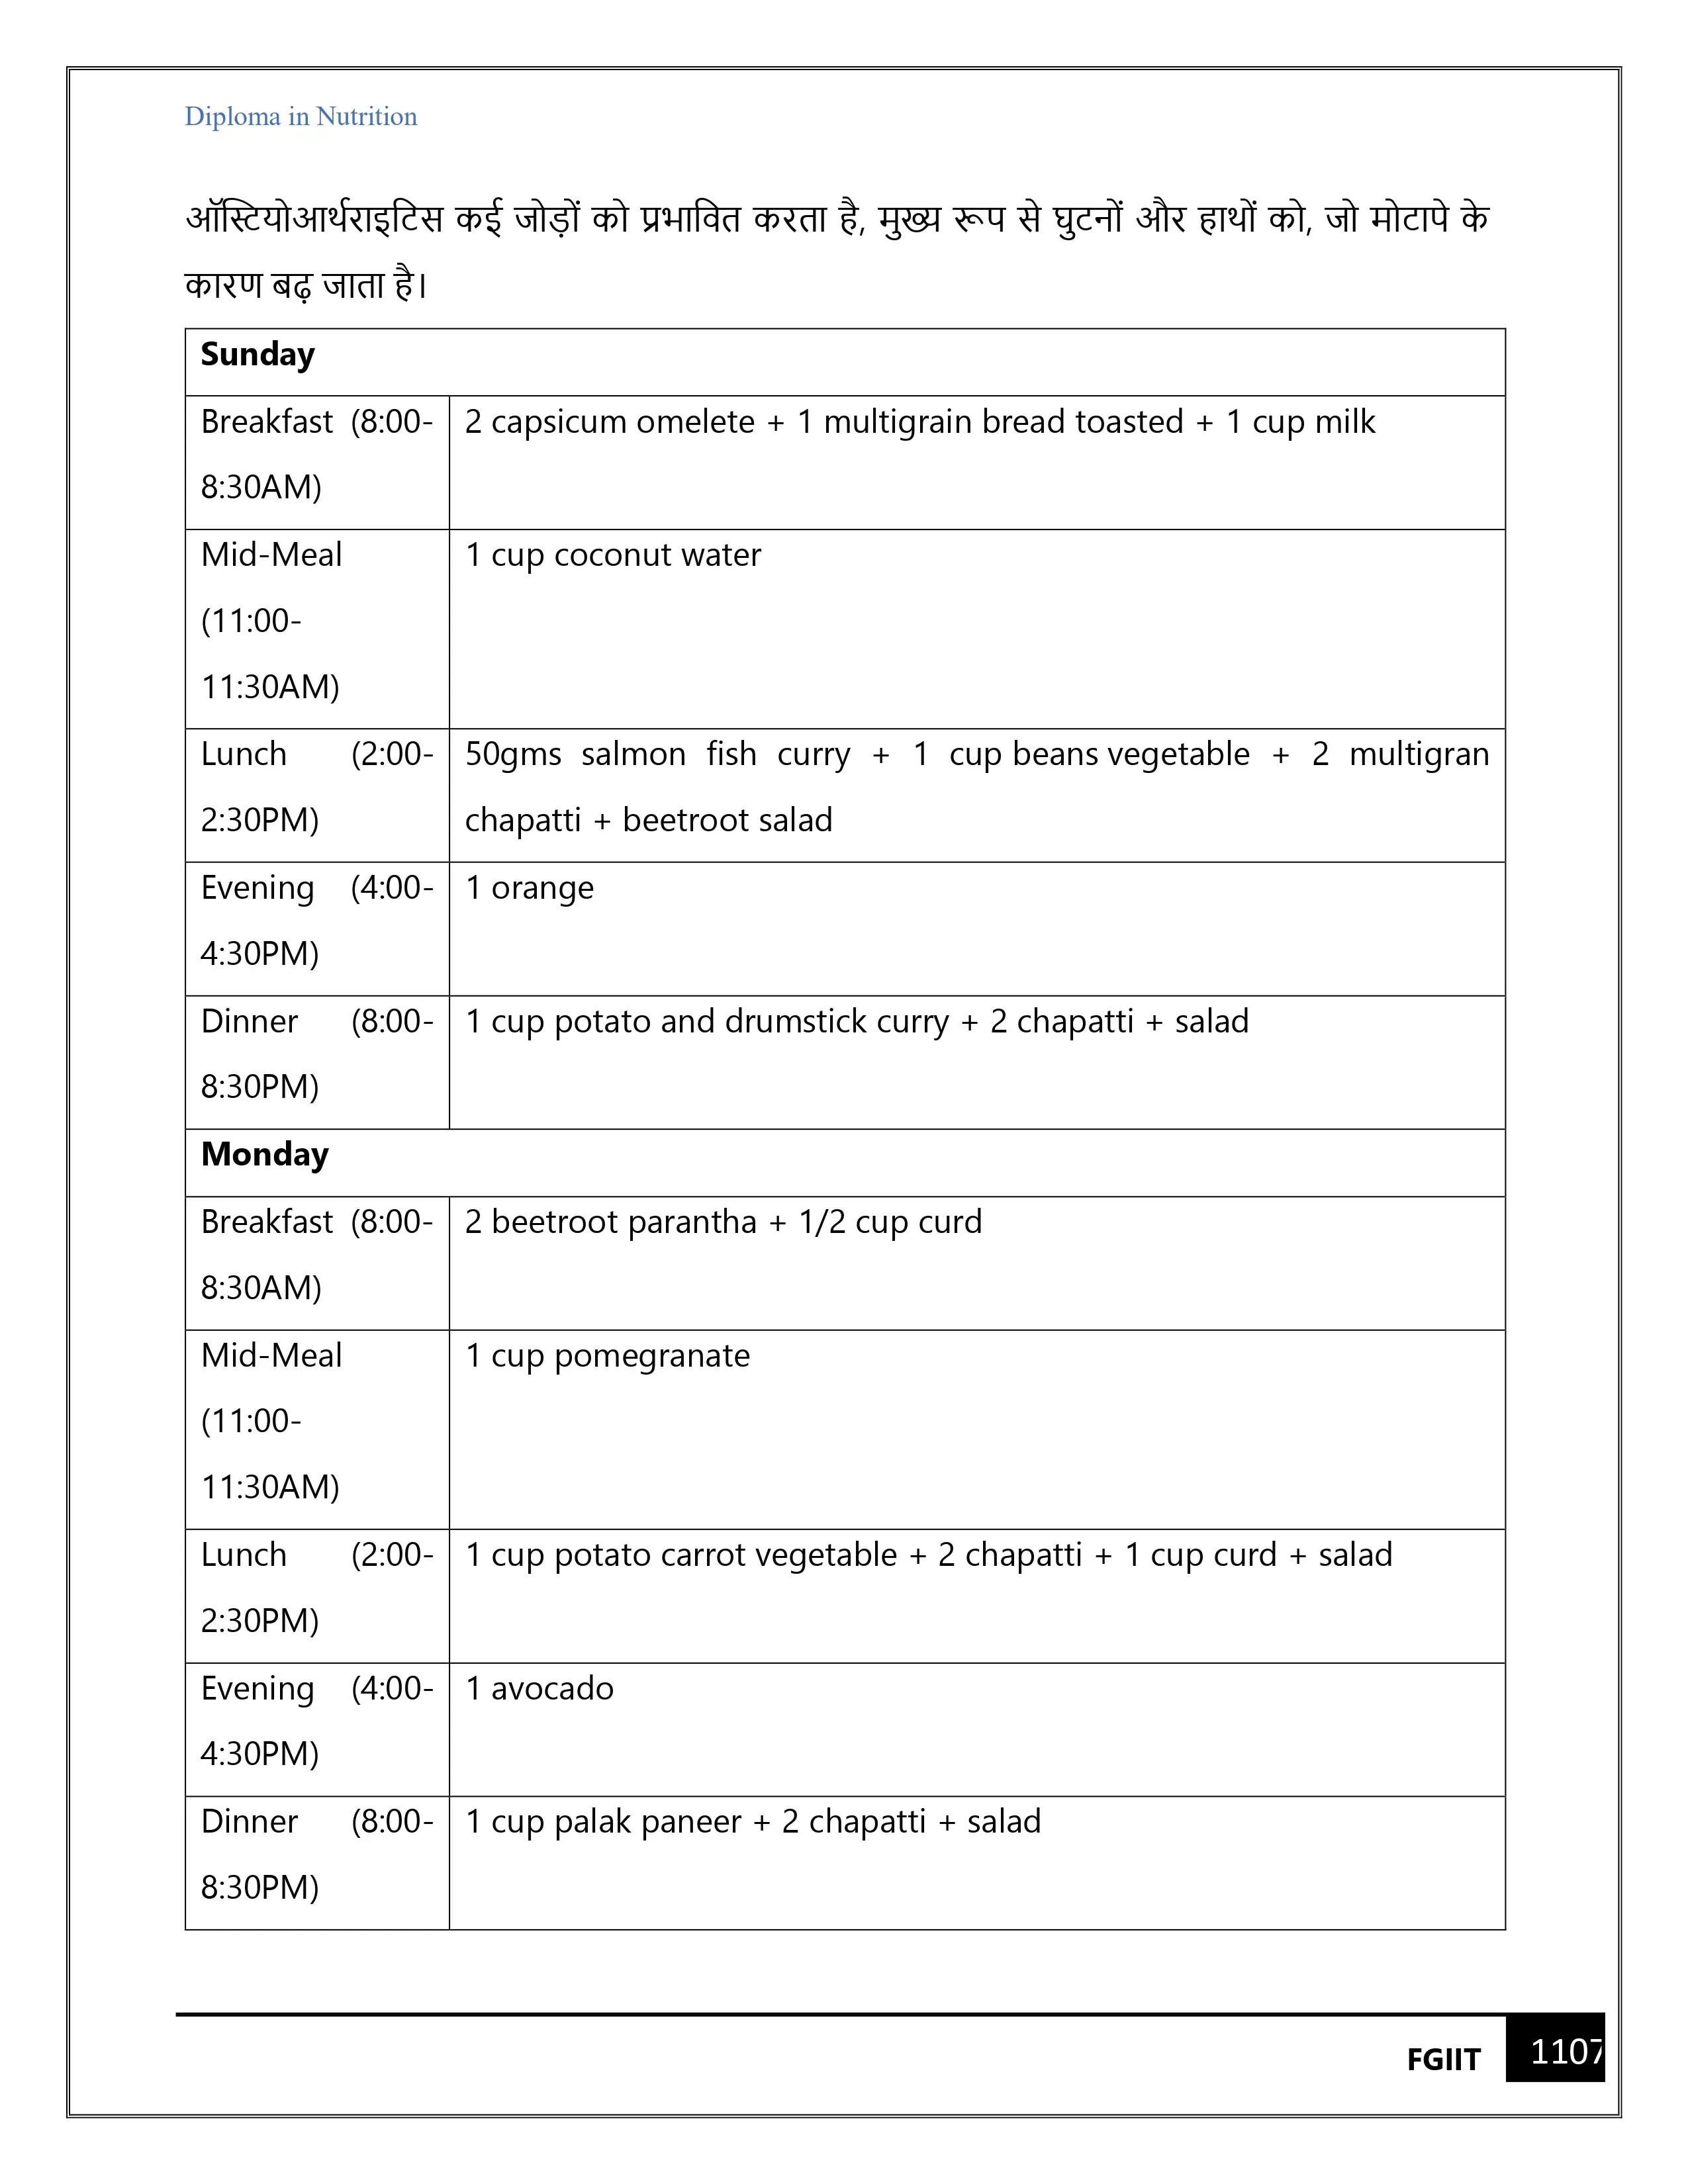 Diploma in Nutrition
ऑस्टियोआर्थराइटिस कई जोड़ों को प्रभावित करता है, मुख्य रूप से घुटनों और हाथों को, जो मोटापे के
कारण बढ़ जाता है।
Sunday
Breakfast (8:00-
8:30AM)
2 capsicum omelete + 1 multigrain bread toasted + 1 cup milk
Mid-Meal
(11:00-
11:30AM)
1 cup coconut water
Lunch (2:00-
2:30PM)
50gms salmon fish curry + 1 cup beans vegetable + 2 multigran
chapatti + beetroot salad
Evening (4:00-
4:30PM)
1 orange
Dinner (8:00-
8:30PM)
1 cup potato and drumstick curry + 2 chapatti + salad
Monday
Breakfast (8:00-
8:30AM)
2 beetroot parantha + 1/2 cup curd
Mid-Meal
(11:00-
11:30AM)
1 cup pomegranate
Lunch (2:00-
2:30PM)
1 cup potato carrot vegetable + 2 chapatti + 1 cup curd + salad
Evening (4:00-
4:30PM)
1 avocado
Dinner (8:00-
8:30PM)
1 cup palak paneer + 2 chapatti + salad
FGIIT 1107